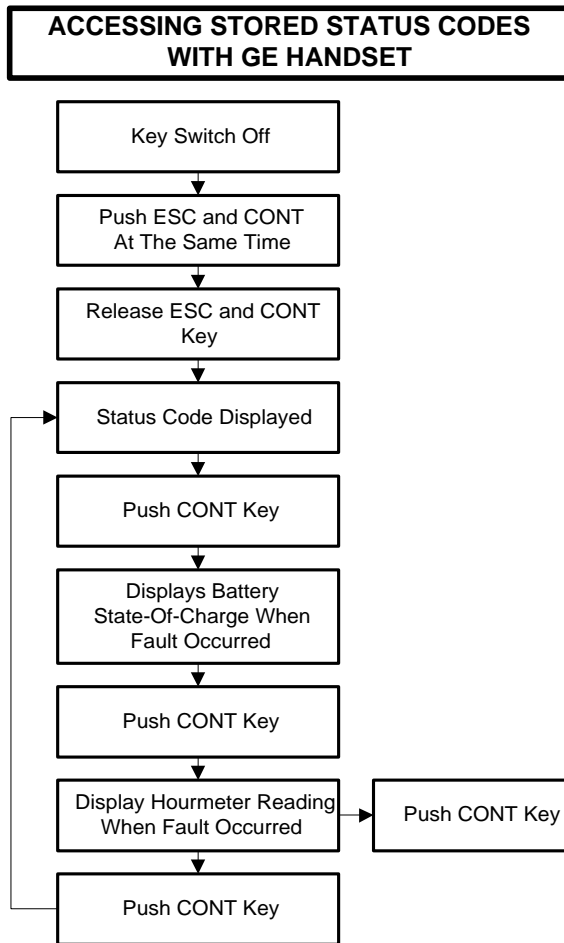 ACCESSING STORED STATUS CODES
WITH GE HANDSET
Key Switch Off
Push ESC and CONT
At The Same Time
Release ESC and CONT
Key
Status Code Displayed
Push CONT Key
Displays Battery
State-Of-Charge When
Fault Occurred
Push CONT Key
Display Hourmeter Reading
When Fault Occurred
Push CONT Key
Push CONT Key